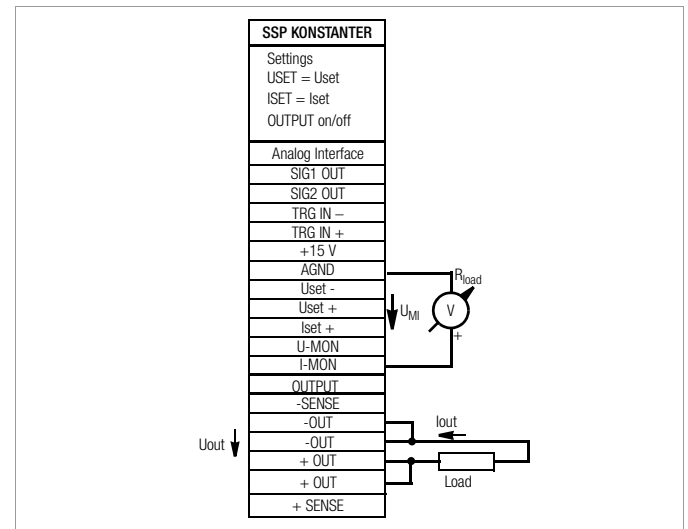 SSP KONSTANTER
Settings
USET = Uset
ISET = Iset
OUTPUT on/off
Analog Interface
SIG1 OUT
SIG2 OUT
TRG IN –
TRG IN +
+15 V
AGND
Rload
Uset -
Uset +
UMI
V
Iset +
+
U-MON
I-MON
OUTPUT
-SENSE
-OUT
Iout
-OUT
Uout
+ OUT
+ OUT
Load
+ SENSE